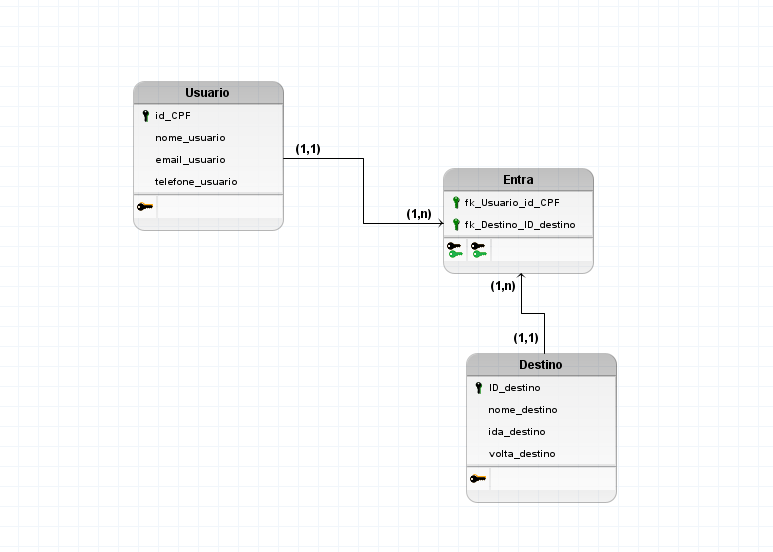 Usuario
id_CPF
nome_usuario
email_usuario
telefone_usuario
(1,1)
(1,n)
Entra
fk_Usuario_id_CPF
fk_Destino_ID_destino
(1,n)
(1,1)
Destino
ID_destino
nome_destino
ida_destino
volta_destino